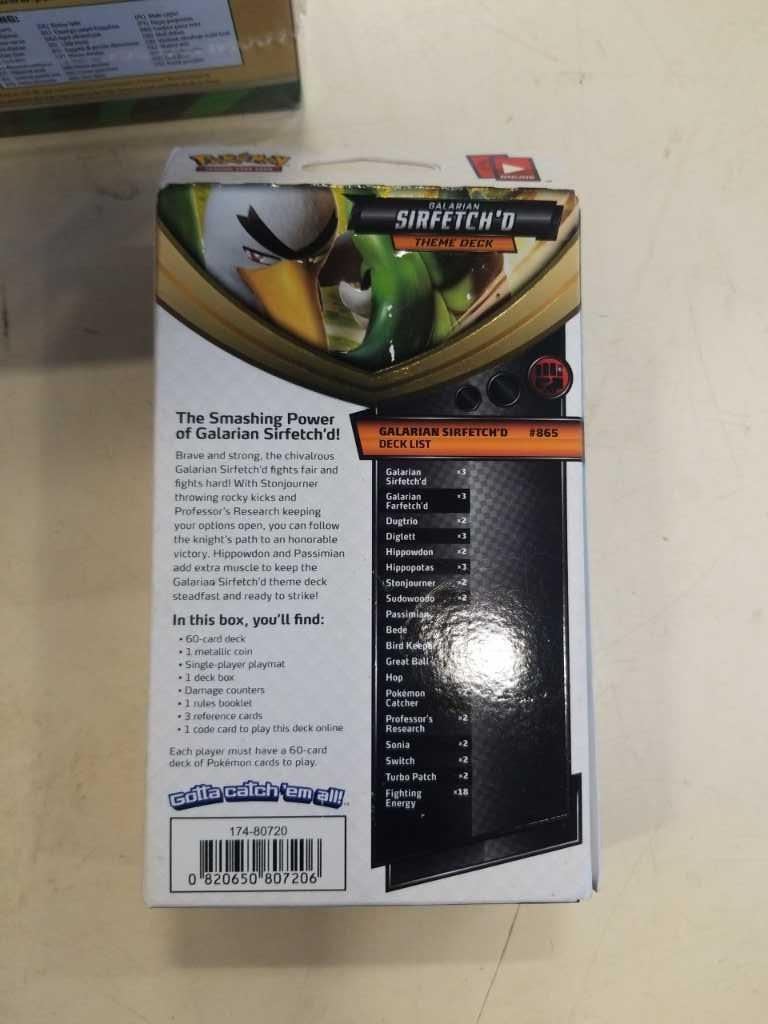 POKÉMON
TRADING CARD GAME
ONLINE
GALARIAN
SIRFETCH'D
THEME DECK
The Smashing Power
of Galarian Sirfetch'd!
Brave and strong, the chivalrous
Galarian Sirfetch'd fights fair and
fights hard! With Stonjourner
throwing rocky kicks and
Professor's Research keeping
your options open, you can follow
the knight's path to an honorable
victory. Hippowdon and Passimian
add extra muscle to keep the
Galarian Sirfetch'd theme deck
steadfast and ready to strike!
In this box, you'll find:
• 60-card deck
• 1 metallic coin
• Single-player playmat
• 1 deck box
• Damage counters
• 1 rules booklet
• 3 reference cards
• 1 code card to play this deck online
Each player must have a 60-card
deck of Pokémon cards to play.
Gotta catch 'em all!™
174-80720
0 820650 807206
GALARIAN SIRFETCH'D #865
DECK LIST
Galarian ×3
Sirfetch'd
Galarian ×3
Farfetch'd
Dugtrio ×2
Diglett ×3
Hippowdon ×2
Hippopotas ×3
Stonjourner ×2
Sudowoodo ×2
Passimian
Bede
Bird Keeper
Great Ball
Hop
Pokémon
Catcher
Professor's ×2
Research
Sonia ×2
Switch ×2
Turbo Patch ×2
Fighting ×18
Energy